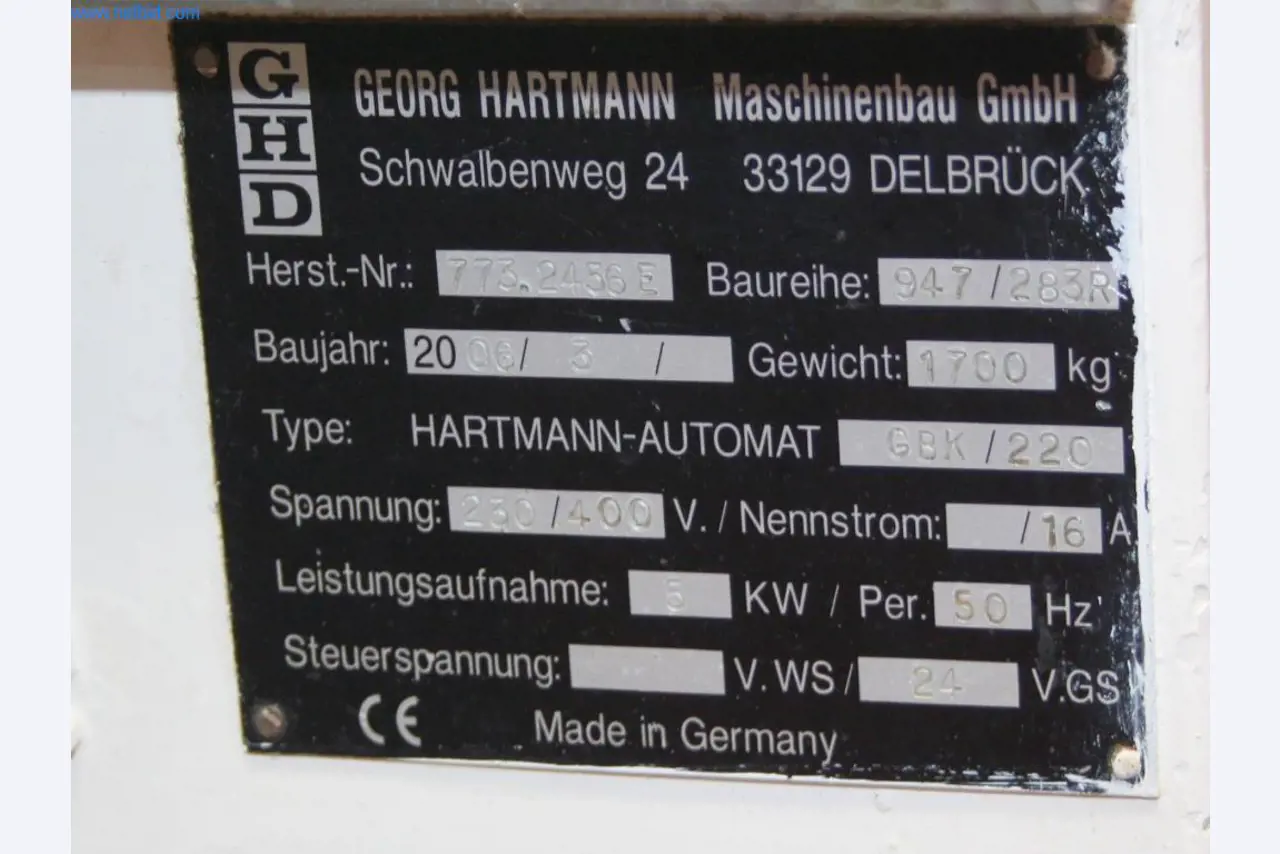 www.netbid.com
G
H
D
GEORG HARTMANN Maschinenbau GmbH
Schwalbenweg 24 33129 DELBRÜCK
Herst.-Nr.: 773.2436E Baureihe: 947/283R
Baujahr: 2006/ 3 / Gewicht: 1700 kg
Type: HARTMANN-AUTOMAT GBK/220
Spannung: 230/400 V. / Nennstrom: /16 A.
Leistungsaufnahme: 5 KW / Per. 50 Hz
Steuerspannung: -- V.WS/ 24 V.GS
CE Made in Germany